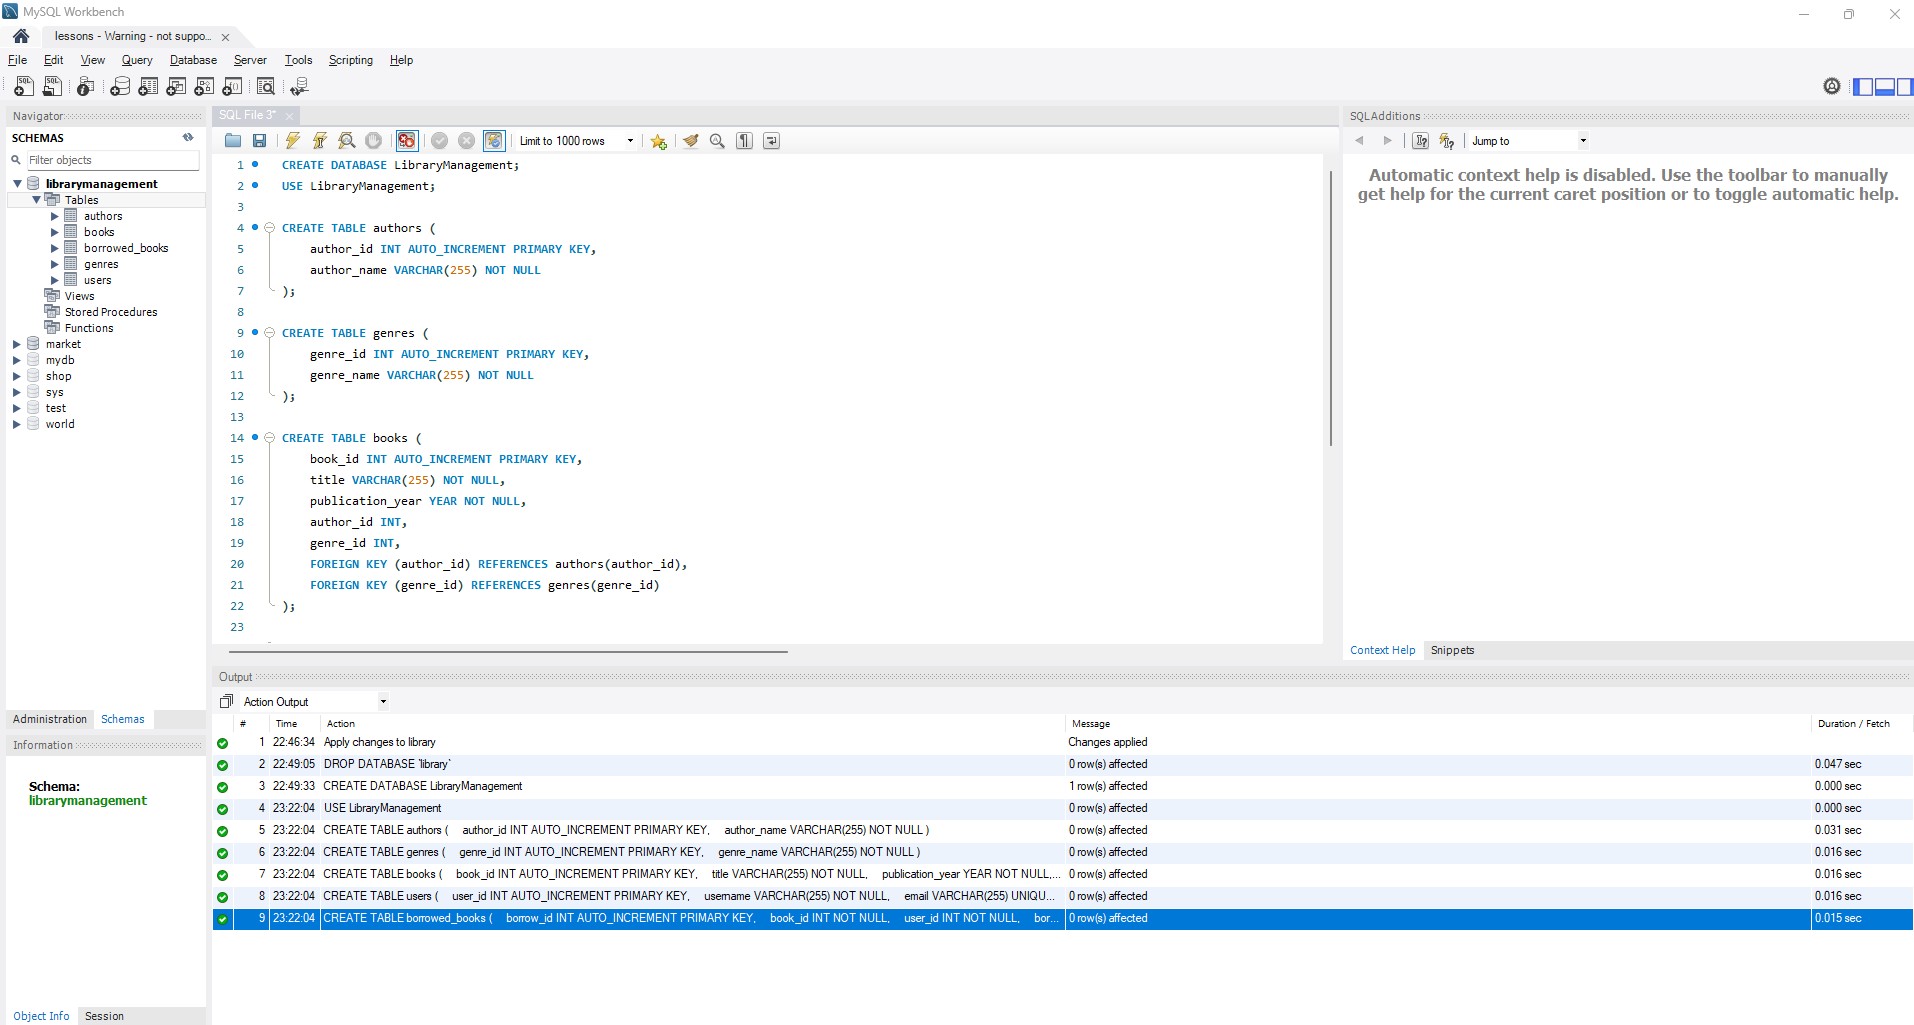 MySQL Workbench
lessons - Warning - not suppo...
File Edit View Query Database Server Tools Scripting Help
Navigator
SCHEMAS
Filter objects
librarymanagement
Tables
authors
books
borrowed_books
genres
users
Views
Stored Procedures
Functions
market
mydb
shop
sys
test
world
Administration Schemas
Information
Schema:
librarymanagement
Object Info Session
SQL File 3*
Limit to 1000 rows
1 CREATE DATABASE LibraryManagement;
2 USE LibraryManagement;
3
4 CREATE TABLE authors (
5 author_id INT AUTO_INCREMENT PRIMARY KEY,
6 author_name VARCHAR(255) NOT NULL
7 );
8
9 CREATE TABLE genres (
10 genre_id INT AUTO_INCREMENT PRIMARY KEY,
11 genre_name VARCHAR(255) NOT NULL
12 );
13
14 CREATE TABLE books (
15 book_id INT AUTO_INCREMENT PRIMARY KEY,
16 title VARCHAR(255) NOT NULL,
17 publication_year YEAR NOT NULL,
18 author_id INT,
19 genre_id INT,
20 FOREIGN KEY (author_id) REFERENCES authors(author_id),
21 FOREIGN KEY (genre_id) REFERENCES genres(genre_id)
22 );
23
SQLAdditions
Jump to
Automatic context help is disabled. Use the toolbar to manually
get help for the current caret position or to toggle automatic help.
Context Help Snippets
Output
Action Output
# Time Action Message Duration / Fetch
1 22:46:34 Apply changes to library Changes applied
2 22:49:05 DROP DATABASE `library` 0 row(s) affected 0.047 sec
3 22:49:33 CREATE DATABASE LibraryManagement 1 row(s) affected 0.000 sec
4 23:22:04 USE LibraryManagement 0 row(s) affected 0.000 sec
5 23:22:04 CREATE TABLE authors ( author_id INT AUTO_INCREMENT PRIMARY KEY, author_name VARCHAR(255) NOT NULL ) 0 row(s) affected 0.031 sec
6 23:22:04 CREATE TABLE genres ( genre_id INT AUTO_INCREMENT PRIMARY KEY, genre_name VARCHAR(255) NOT NULL ) 0 row(s) affected 0.016 sec
7 23:22:04 CREATE TABLE books ( book_id INT AUTO_INCREMENT PRIMARY KEY, title VARCHAR(255) NOT NULL, publication_year YEAR NOT NULL,... 0 row(s) affected 0.016 sec
8 23:22:04 CREATE TABLE users ( user_id INT AUTO_INCREMENT PRIMARY KEY, username VARCHAR(255) NOT NULL, email VARCHAR(255) UNIQU... 0 row(s) affected 0.016 sec
9 23:22:04 CREATE TABLE borrowed_books ( borrow_id INT AUTO_INCREMENT PRIMARY KEY, book_id INT NOT NULL, user_id INT NOT NULL, bor... 0 row(s) affected 0.015 sec